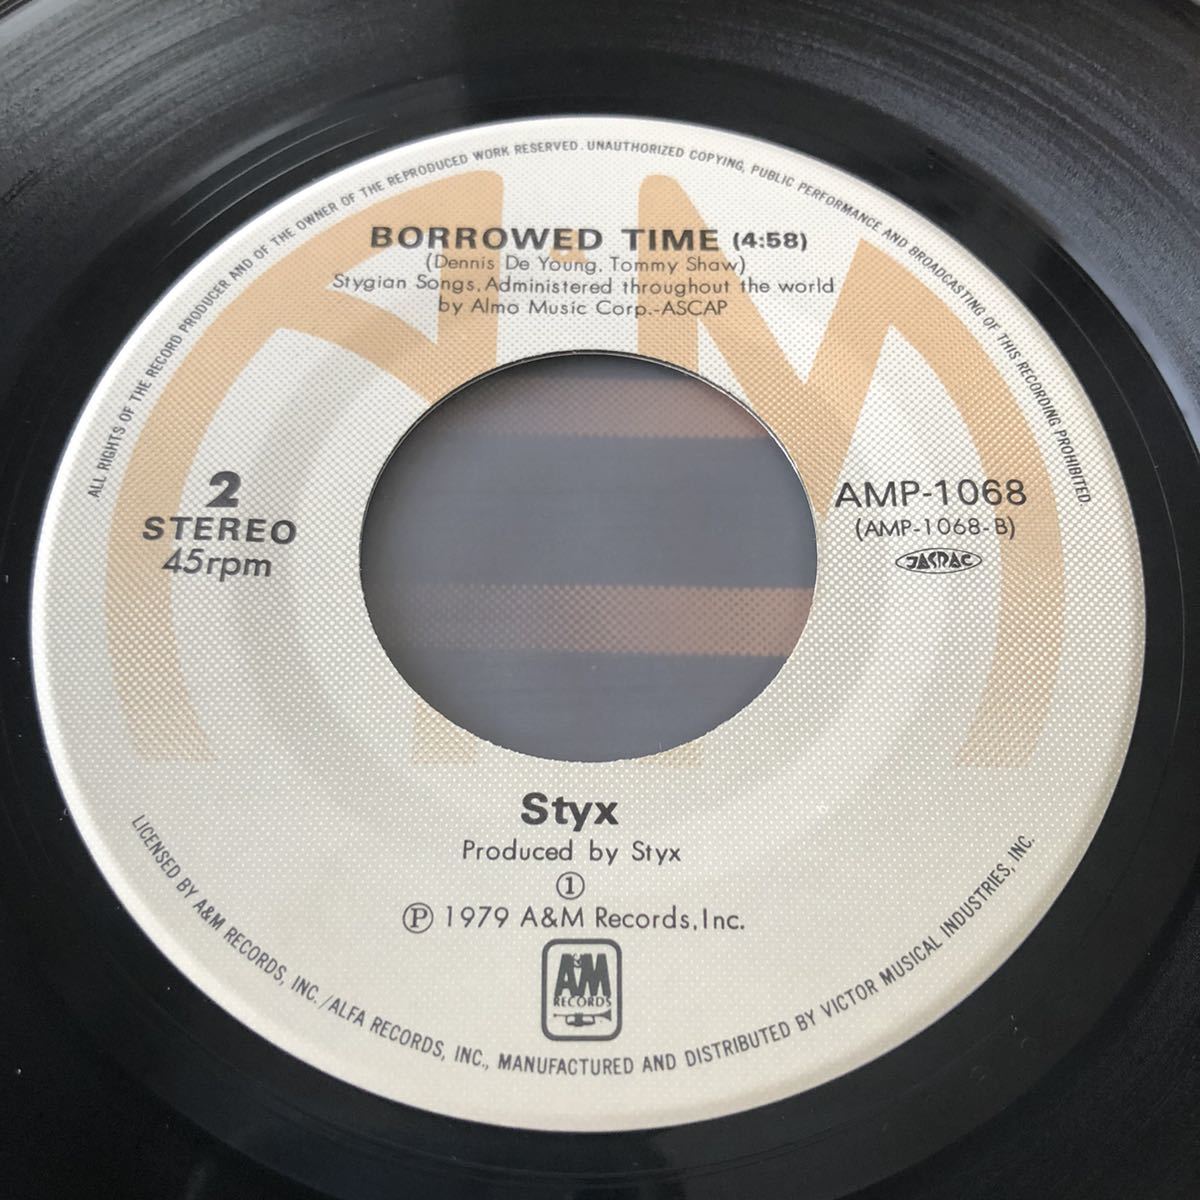 ALL RIGHTS OF THE RECORD PRODUCER AND OF THE OWNER OF THE REPRODUCED WORK RESERVED. UNAUTHORIZED COPYING, PUBLIC PERFORMANCE AND BROADCASTING OF THIS RECORDING PROHIBITED.
BORROWED TIME (4:58)
(Dennis De Young, Tommy Shaw)
Stygian Songs, Administered throughout the world
by Almo Music Corp.-ASCAP
2
STEREO
45rpm
AMP-1068
(AMP-1068-B)
JASRAC
Styx
Produced by Styx
①
Ⓟ 1979 A&M Records, Inc.
A&M
RECORDS
LICENSED BY A&M RECORDS, INC./ALFA RECORDS, INC., MANUFACTURED AND DISTRIBUTED BY VICTOR MUSICAL INDUSTRIES, INC.